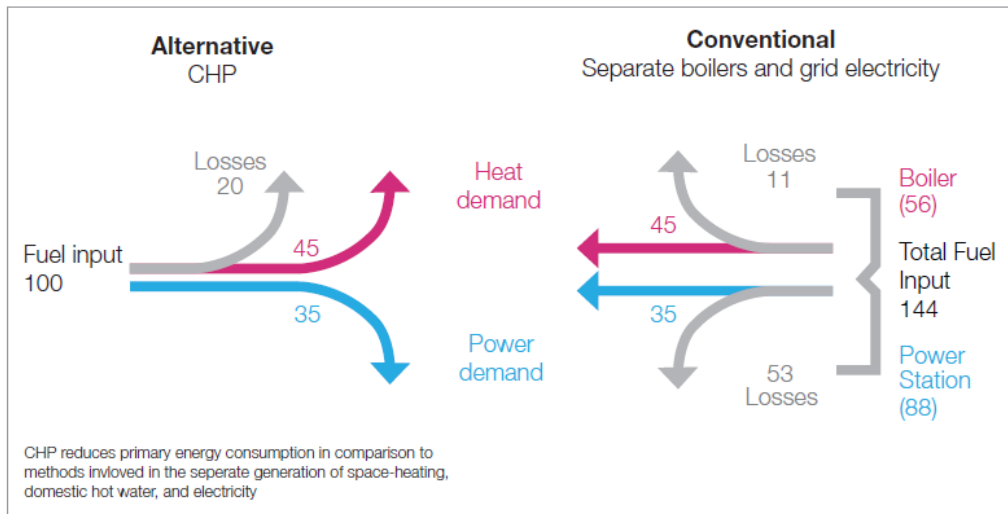 Alternative
CHP
Losses
20
Fuel input
100
45
35
Heat
demand
Power
demand
CHP reduces primary energy consumption in comparison to
methods invloved in the seperate generation of space-heating,
domestic hot water, and electricity
Conventional
Separate boilers and grid electricity
Losses
11
45
35
53
Losses
Boiler
(56)
Total Fuel
Input
144
Power
Station
(88)